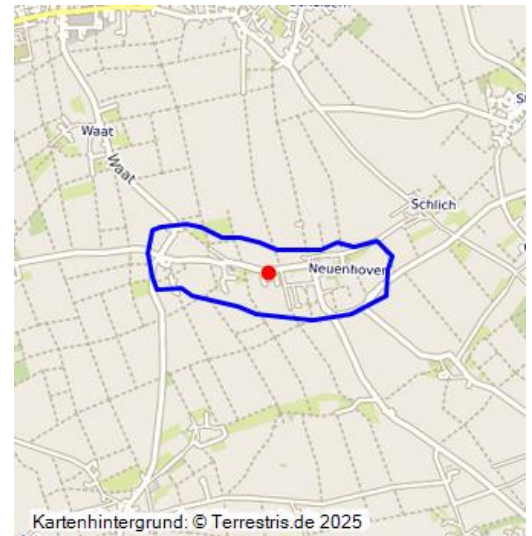 Waat
Waat
Schlich
Neuenhoven
Kartenhintergrund: © Terrestris.de 2025